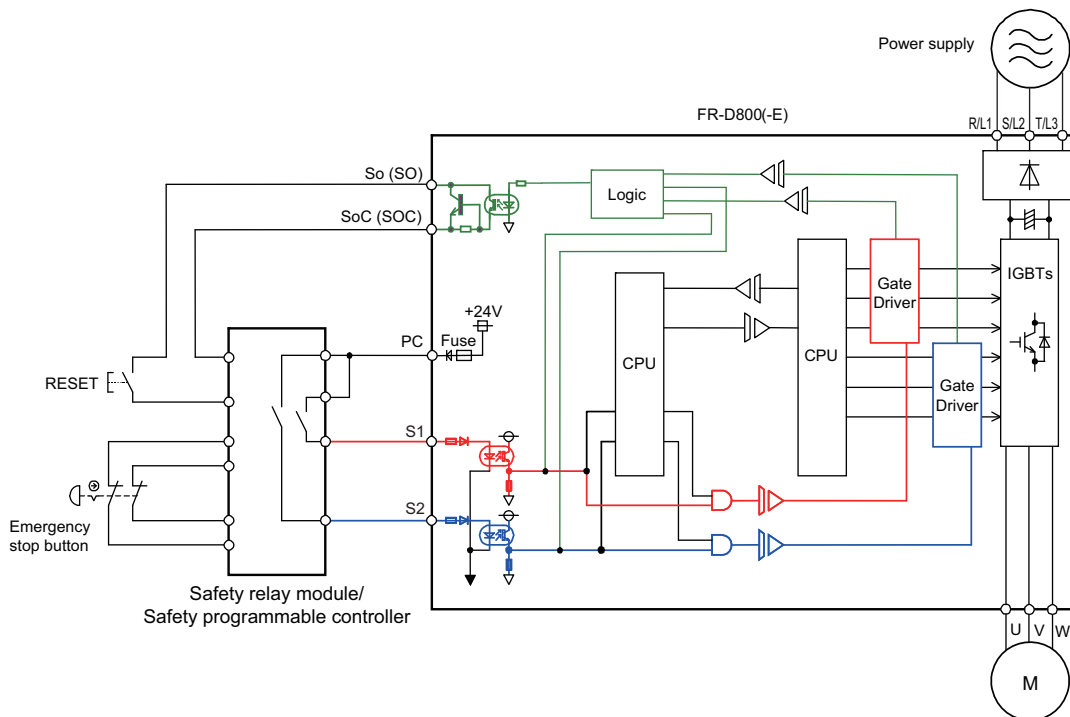 Power supply
FR-D800(-E)
R/L1 S/L2 T/L3
So (SO)
SoC (SOC)
Logic
+24V
PC
Fuse
RESET
CPU
CPU
Gate
Driver
IGBTs
Gate
Driver
S1
S2
Emergency
stop button
Safety relay module/
Safety programmable controller
U V W
M